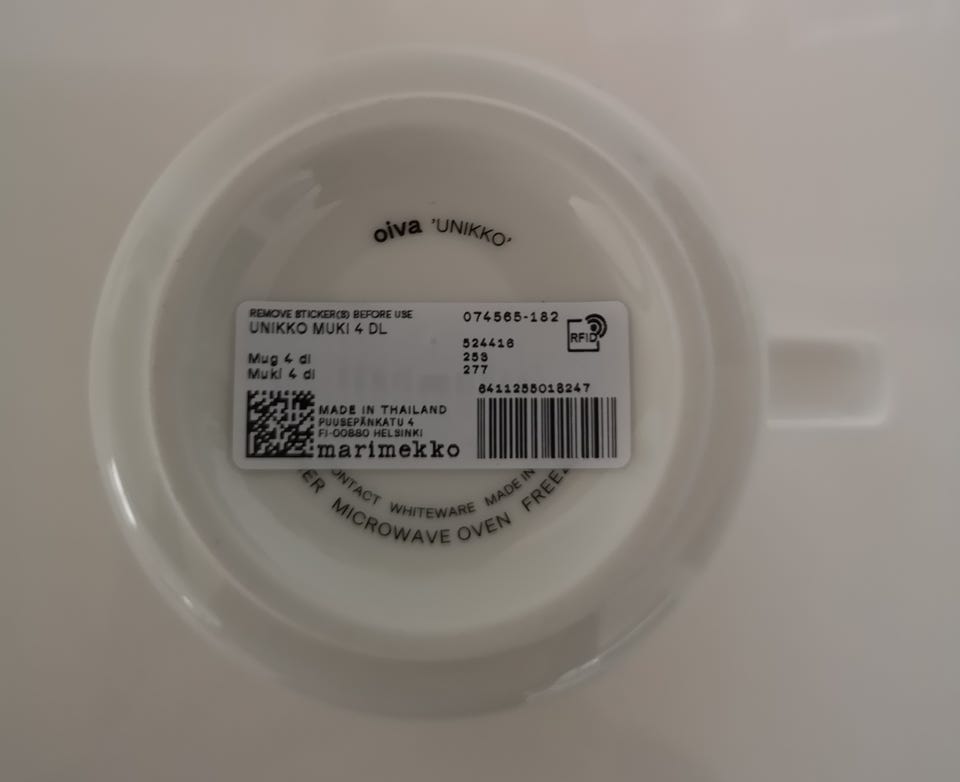 oiva 'UNIKKO'
REMOVE STICKER(S) BEFORE USE
UNIKKO MUKI 4 DL
074565-182
RFID
524416
253
277
Mug 4 dl
Muki 4 dl
6411255018247
MADE IN THAILAND
PUUSEPÄNKATU 4
FI-00880 HELSINKI
marimekko
WHITEWARE MADE IN
MICROWAVE OVEN